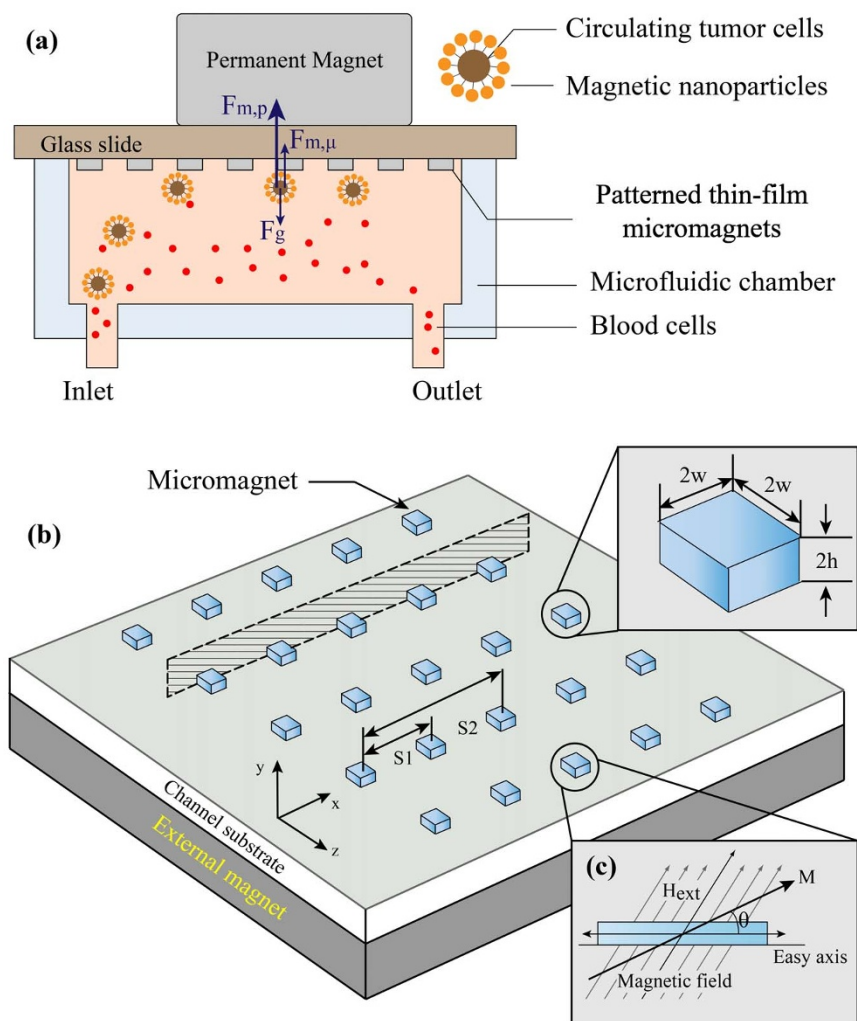 (a)
Permanent Magnet
Circulating tumor cells
Magnetic nanoparticles
Fm,p
Fm,μ
Glass slide
Fg
Patterned thin-film
micromagnets
Microfluidic chamber
Blood cells
Inlet
Outlet
(b)
Micromagnet
2w
2w
2h
S2
S1
y
x
z
Channel substrate
External magnet
(c)
Hext
M
θ
Easy axis
Magnetic field